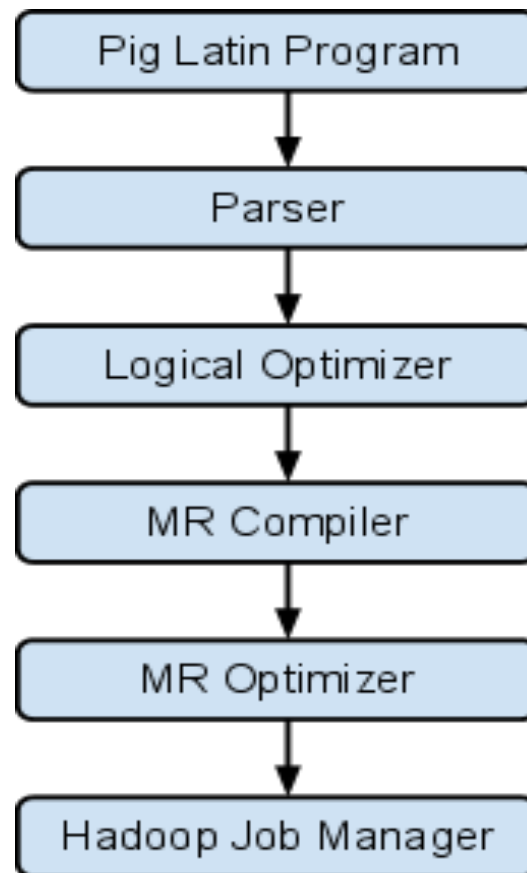 Pig Latin Program
Parser
Logical Optimizer
MR Compiler
MR Optimizer
Hadoop Job Manager